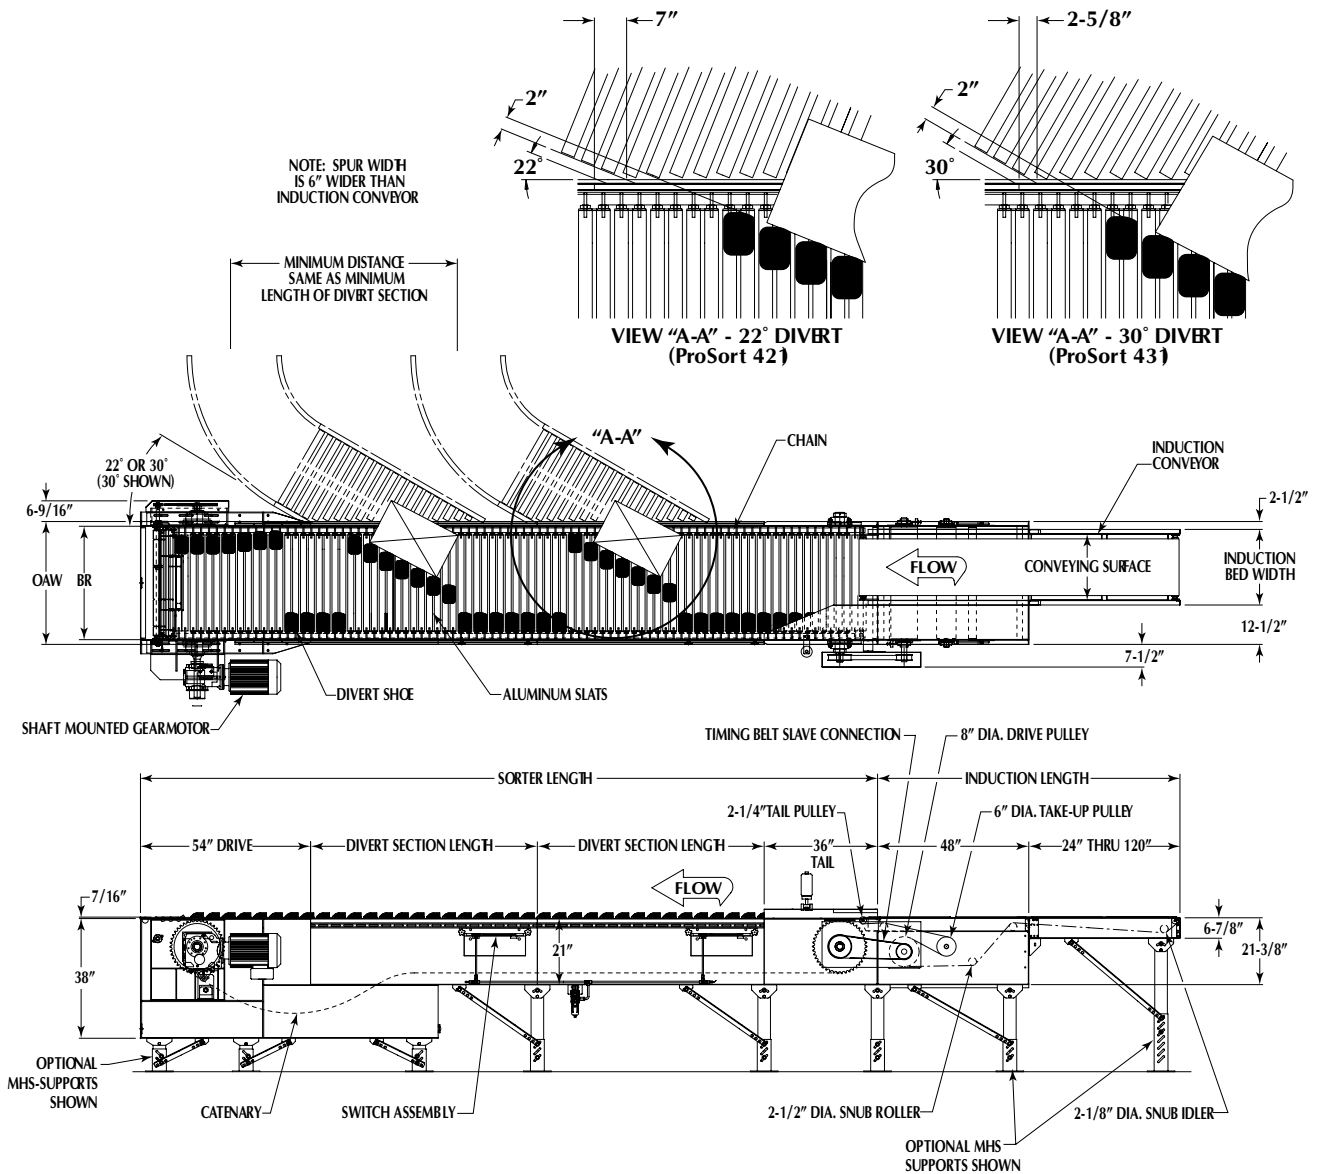 7”
2-5/8”
2”
2”
22°
30°
NOTE: SPUR WIDTH
IS 6” WIDER THAN
INDUCTION CONVEYOR
MINIMUM DISTANCE
SAME AS MINIMUM
LENGTH OF DIVERT SECTION
VIEW “A-A” - 22° DIVERT
(ProSort 421)
VIEW “A-A” - 30° DIVERT
(ProSort 431)
“A-A”
CHAIN
INDUCTION
CONVEYOR
22° OR 30°
(30° SHOWN)
6-9/16”
2-1/2”
OAW
BR
FLOW
CONVEYING SURFACE
INDUCTION
BED WIDTH
12-1/2”
7-1/2”
DIVERT SHOE
ALUMINUM SLATS
SHAFT MOUNTED GEARMOTOR
TIMING BELT SLAVE CONNECTION
8” DIA. DRIVE PULLEY
SORTER LENGTH
INDUCTION LENGTH
2-1/4”TAIL PULLEY
6” DIA. TAKE-UP PULLEY
54” DRIVE
DIVERT SECTION LENGTH
DIVERT SECTION LENGTH
36”
TAIL
48”
24” THRU 120”
FLOW
7/16”
6-7/8”
21”
21-3/8”
38”
OPTIONAL
MHS-SUPPORTS
SHOWN
CATENARY
SWITCH ASSEMBLY
2-1/2” DIA. SNUB ROLLER
2-1/8” DIA. SNUB IDLER
OPTIONAL MHS
SUPPORTS SHOWN